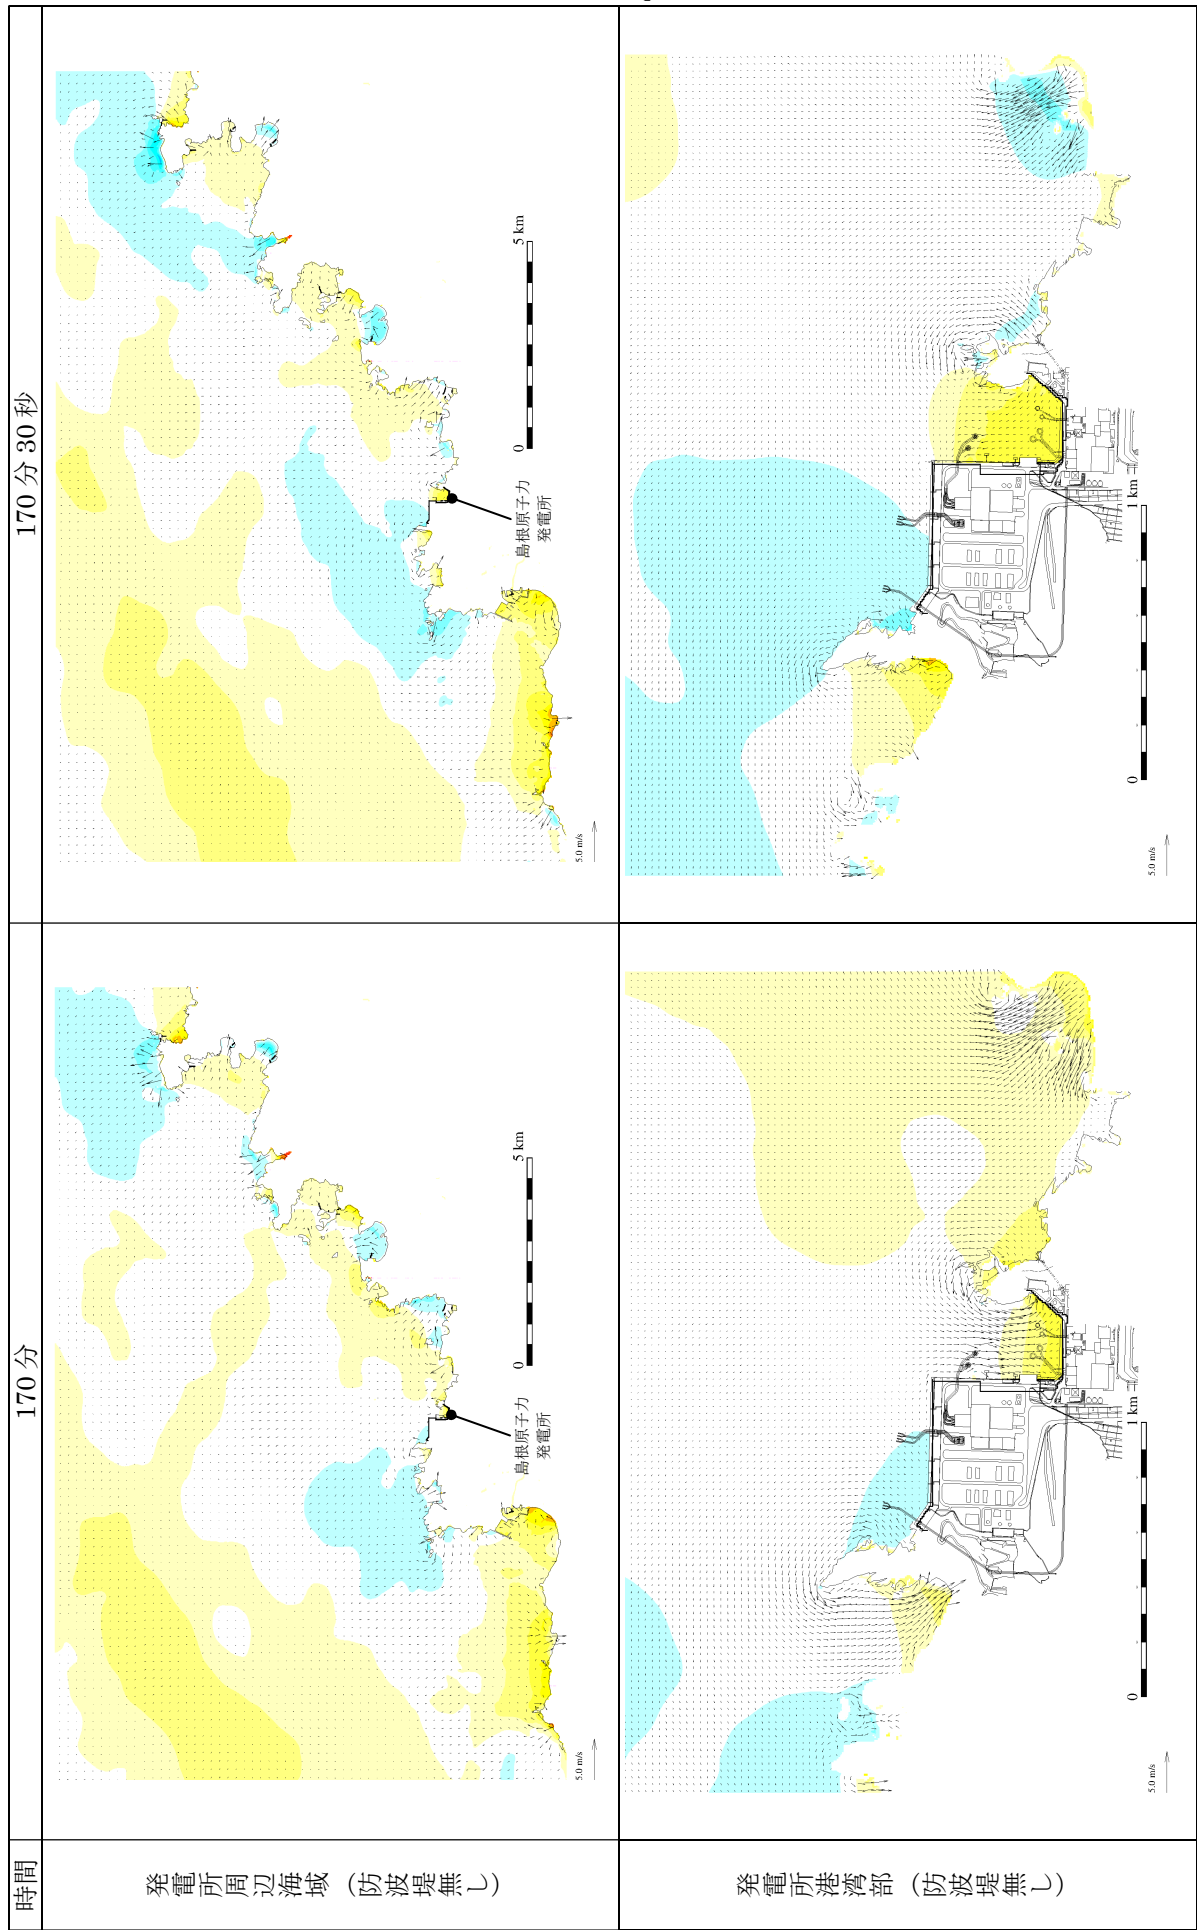 時間
170分
170分30秒
発電所周辺海域（防波堤無し）
島根原子力
発電所
0
5 km
5.0 m/s
島根原子力
発電所
0
5 km
5.0 m/s
発電所港湾部（防波堤無し）
0
1 km
5.0 m/s
0
1 km
5.0 m/s